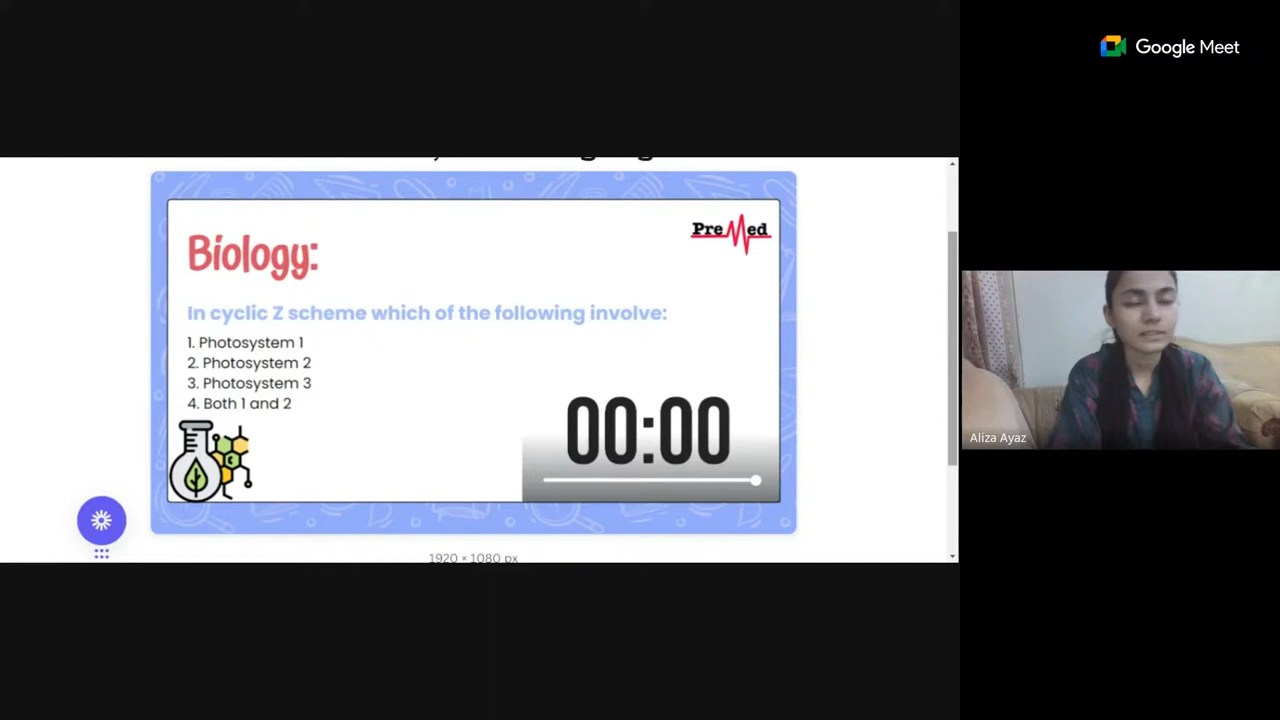 Google Meet
PreMed
Biology:
In cyclic Z scheme which of the following involve:
1. Photosystem 1
2. Photosystem 2
3. Photosystem 3
4. Both 1 and 2
00:00
Aliza Ayaz
1920 × 1080 px